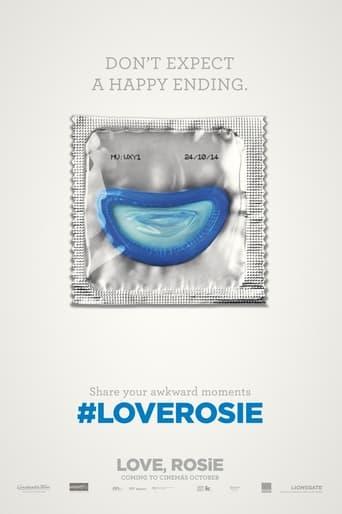 DON'T EXPECT
A HAPPY ENDING.
MU: UXY1 24/10/14
Share your awkward moments
#LOVEROSIE
LOVE, ROSiE
COMING TO CINEMAS OCTOBER
LIONSGATE